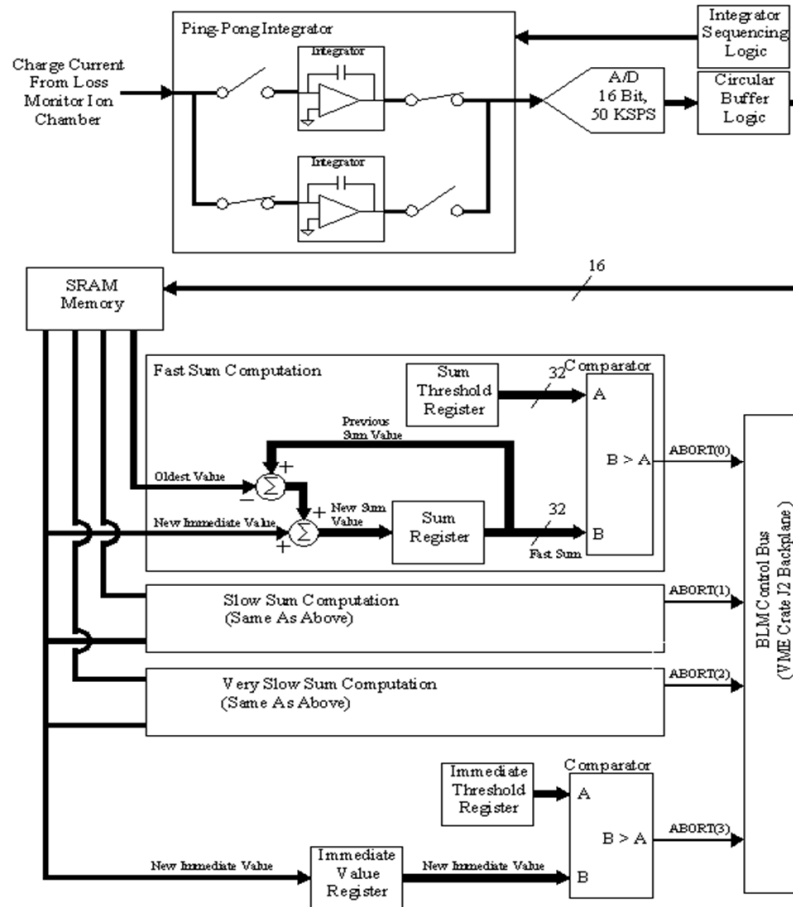 Ping-Pong Integrator
Integrator
Sequencing
Logic
Charge Current
From Loss
Monitor Ion
Chamber
Integrator
A/D
16 Bit,
50 KSPS
Circular
Buffer
Logic
Integrator
16
SRAM
Memory
Fast Sum Computation
Sum
Threshold
Register
32
Comparator
A
Previous
Sum Value
B > A
ABORT(0)
Oldest Value
+
−
Σ
New Immediate Value
+
+
Σ
New Sum
Value
Sum
Register
32
Fast Sum
B
Slow Sum Computation
(Same As Above)
ABORT(1)
Very Slow Sum Computation
(Same As Above)
ABORT(2)
BLM Control Bus
(VME Crate J2 Backplane)
Immediate
Threshold
Register
Comparator
A
B > A
ABORT(3)
New Immediate Value
Immediate
Value
Register
New Immediate Value
B